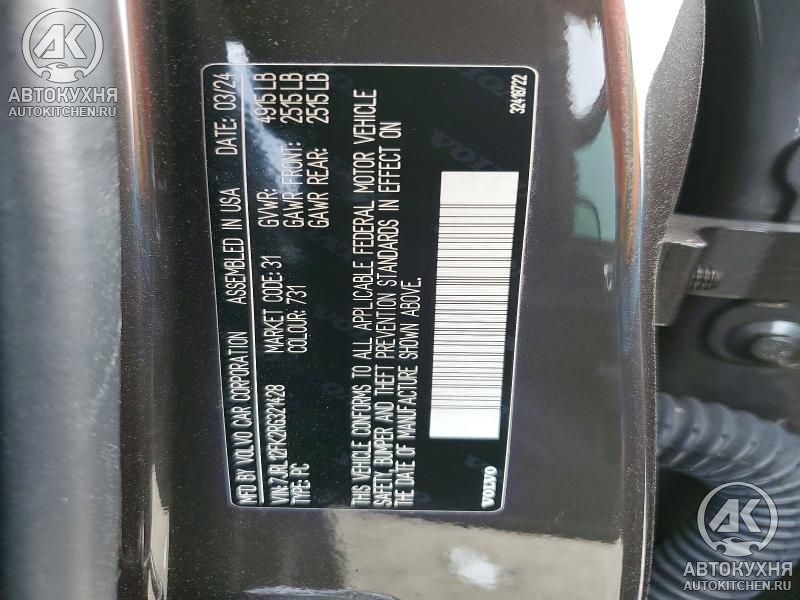 MFD BY VOLVO CAR CORPORATION ASSEMBLED IN USA DATE: 03/24
VIN: 7JR L2FK2RG321428 GVWR: 4915 LB
TYPE: PC MARKET CODE: 31 GAWR FRONT: 2515 LB
COLOUR: 731 GAWR REAR: 2515 LB
THIS VEHICLE CONFORMS TO ALL APPLICABLE FEDERAL MOTOR VEHICLE
SAFETY, BUMPER AND THEFT PREVENTION STANDARDS IN EFFECT ON
THE DATE OF MANUFACTURE SHOWN ABOVE.
VOLVO
32418722
АК
АВТОКУХНЯ
AUTOKITCHEN.RU
АК
АВТОКУХНЯ
AUTOKITCHEN.RU